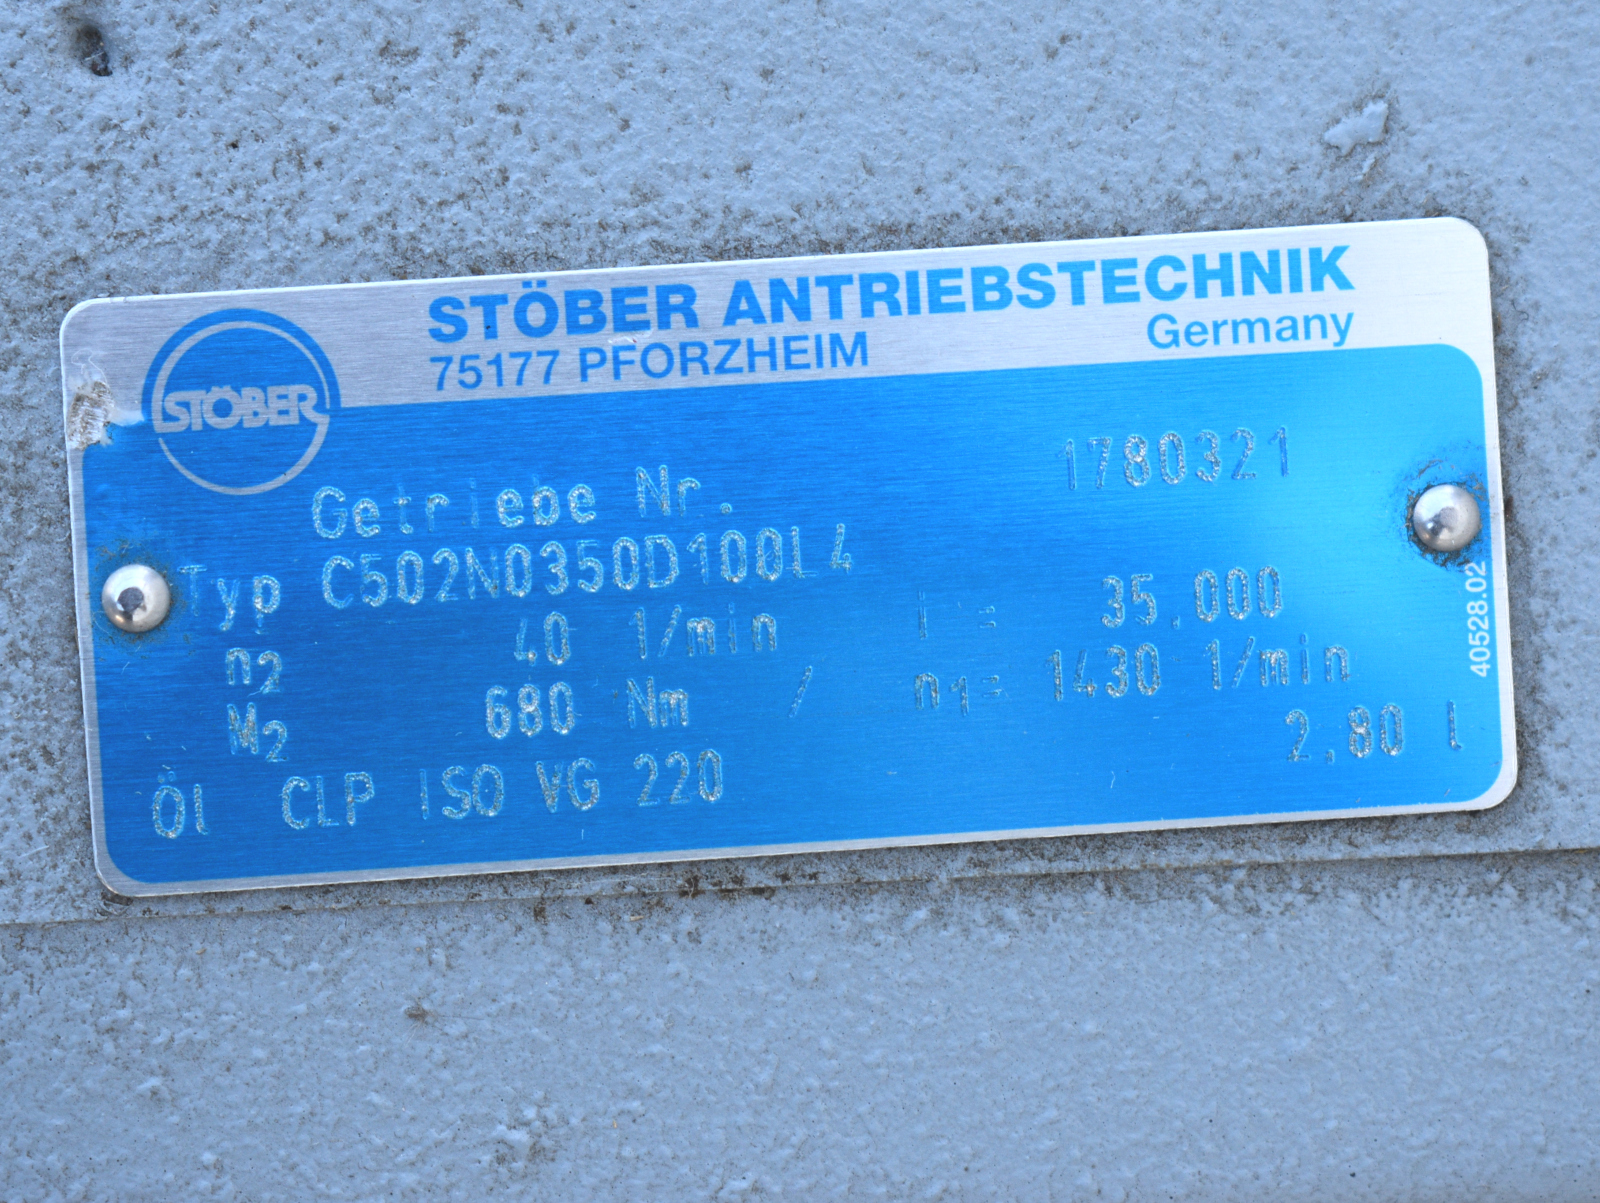 STÖBER ANTRIEBSTECHNIK
75177 PFORZHEIM Germany
STÖBER
Getriebe Nr. 1780321
Typ C502N0350D100L4
n2 40 1/min i = 35.000
M2 680 Nm / n1= 1430 1/min
Öl CLP ISO VG 220 2,80 l
40528.02